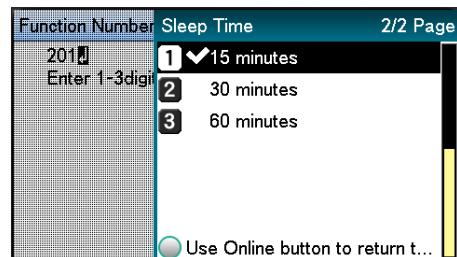 Function Number
Sleep Time 2/2 Page
201
Enter 1-3digi
1 15 minutes
2 30 minutes
3 60 minutes
Use Online button to return t...